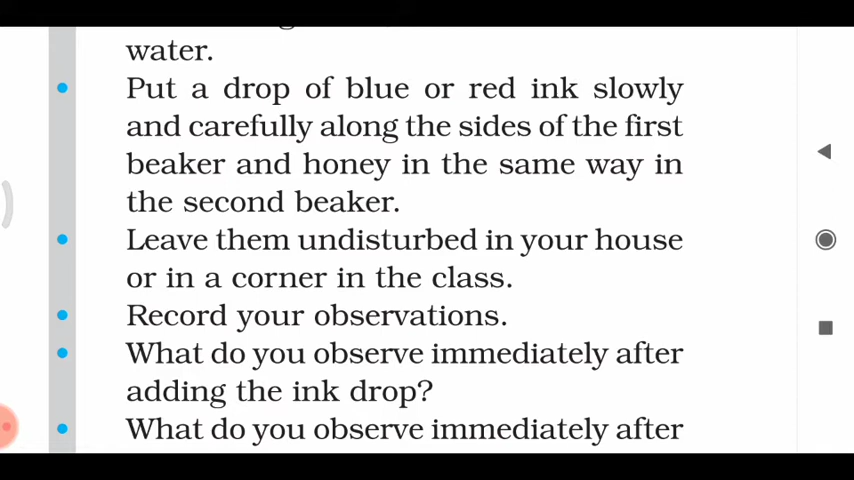 water.
Put a drop of blue or red ink slowly
and carefully along the sides of the first
beaker and honey in the same way in
the second beaker.
Leave them undisturbed in your house
or in a corner in the class.
Record your observations.
What do you observe immediately after
adding the ink drop?
What do you observe immediately after